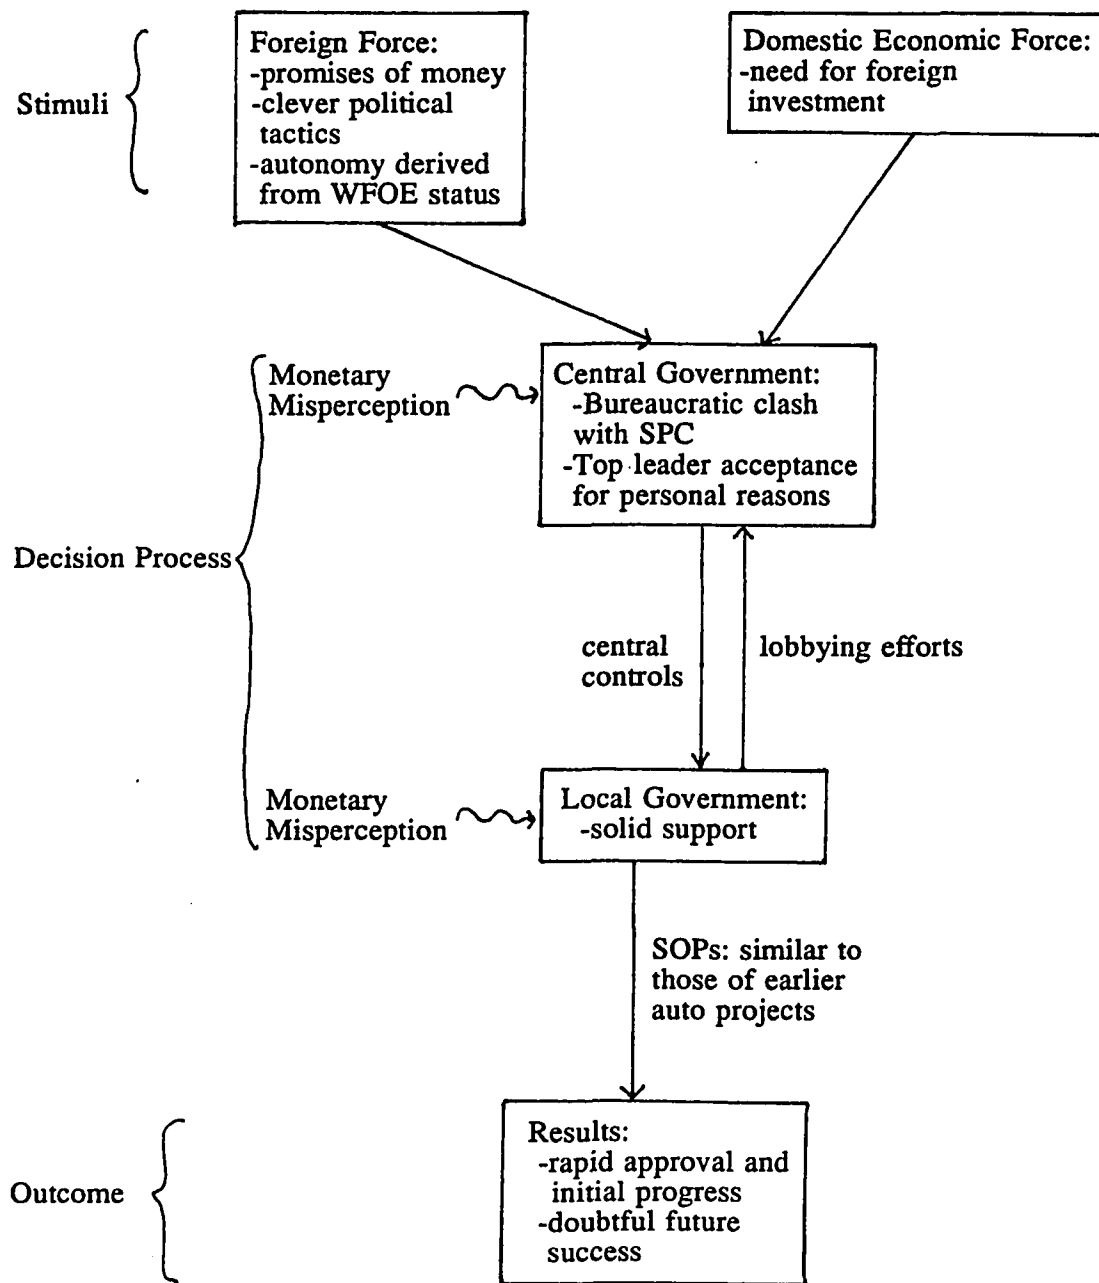 Stimuli
Foreign Force:
-promises of money
-clever political
tactics
-autonomy derived
from WFOE status
Domestic Economic Force:
-need for foreign
investment
Decision Process
Monetary
Misperception
Central Government:
-Bureaucratic clash
with SPC
-Top leader acceptance
for personal reasons
central
controls
lobbying efforts
Monetary
Misperception
Local Government:
-solid support
SOPs: similar to
those of earlier
auto projects
Outcome
Results:
-rapid approval and
initial progress
-doubtful future
success